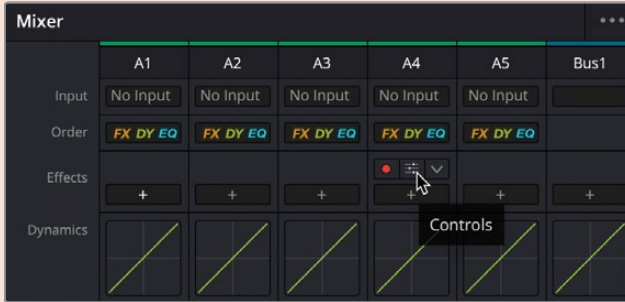 Mixer
A1 A2 A3 A4 A5 Bus1
Input No Input No Input No Input No Input No Input
Order FX DY EQ FX DY EQ FX DY EQ FX DY EQ FX DY EQ
Effects
+ + + + + +
Controls
Dynamics